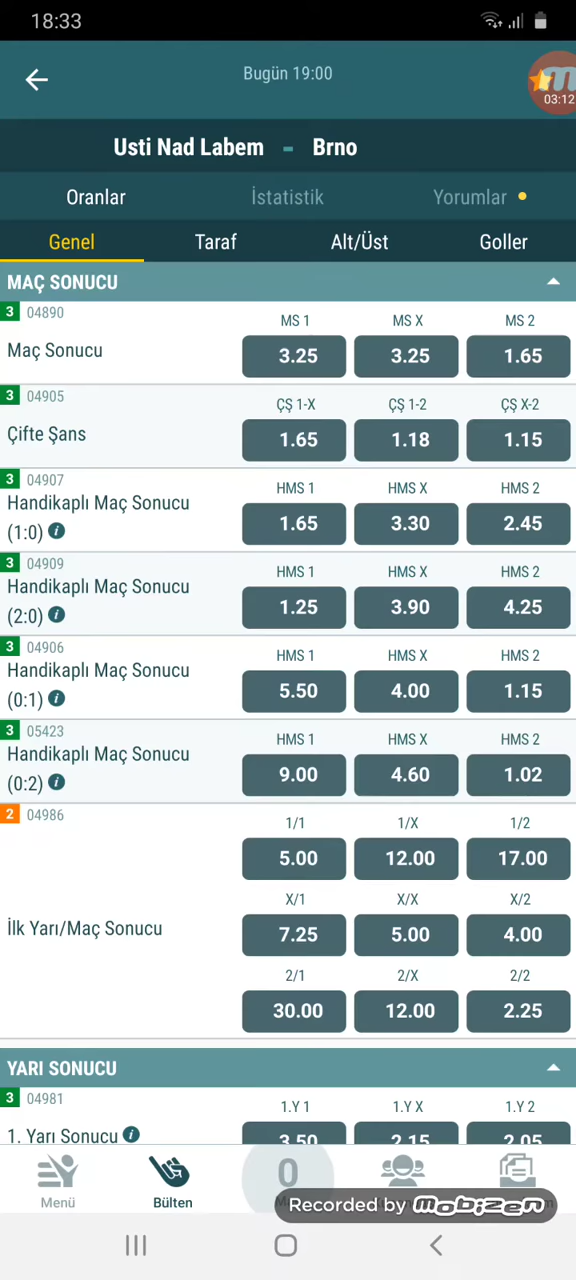 18:33
Bugün 19:00
03:12
Usti Nad Labem - Brno
Oranlar İstatistik Yorumlar
Genel Taraf Alt/Üst Goller
MAÇ SONUCU
3 04890
MS 1 MS X MS 2
Maç Sonucu 3.25 3.25 1.65
3 04905
ÇŞ 1-X ÇŞ 1-2 ÇŞ X-2
Çifte Şans 1.65 1.18 1.15
3 04907
HMS 1 HMS X HMS 2
Handikaplı Maç Sonucu
(1:0) i 1.65 3.30 2.45
3 04909
HMS 1 HMS X HMS 2
Handikaplı Maç Sonucu
(2:0) i 1.25 3.90 4.25
3 04906
HMS 1 HMS X HMS 2
Handikaplı Maç Sonucu
(0:1) i 5.50 4.00 1.15
3 05423
HMS 1 HMS X HMS 2
Handikaplı Maç Sonucu
(0:2) i 9.00 4.60 1.02
2 04986
1/1 1/X 1/2
5.00 12.00 17.00
X/1 X/X X/2
İlk Yarı/Maç Sonucu 7.25 5.00 4.00
2/1 2/X 2/2
30.00 12.00 2.25
YARI SONUCU
3 04981
1.Y 1 1.Y X 1.Y 2
1. Yarı Sonucu i 3.50 2.15 2.05
0
Menü Bülten
Recorded by mobizen